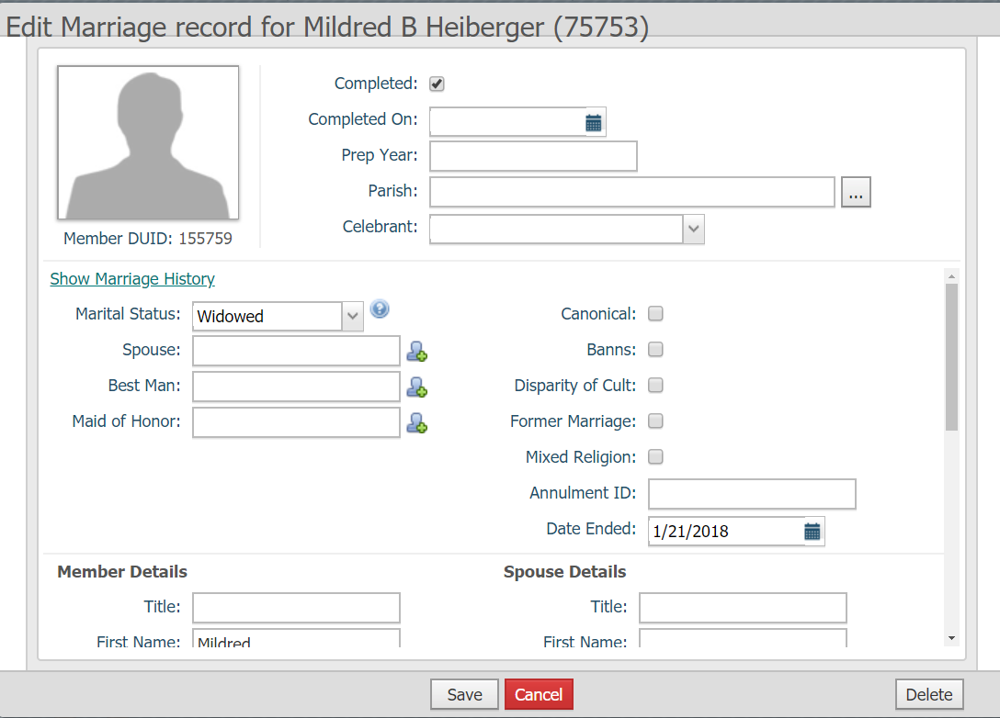 Edit Marriage record for Mildred B Heiberger (75753)
Completed:
Completed On:
Prep Year:
Parish:
...
Celebrant:
Member DUID: 155759
Show Marriage History
Marital Status: Widowed
Spouse:
Best Man:
Maid of Honor:
Canonical:
Banns:
Disparity of Cult:
Former Marriage:
Mixed Religion:
Annulment ID:
Date Ended: 1/21/2018
Member Details
Title:
First Name: Mildred
Spouse Details
Title:
First Name:
Save
Cancel
Delete